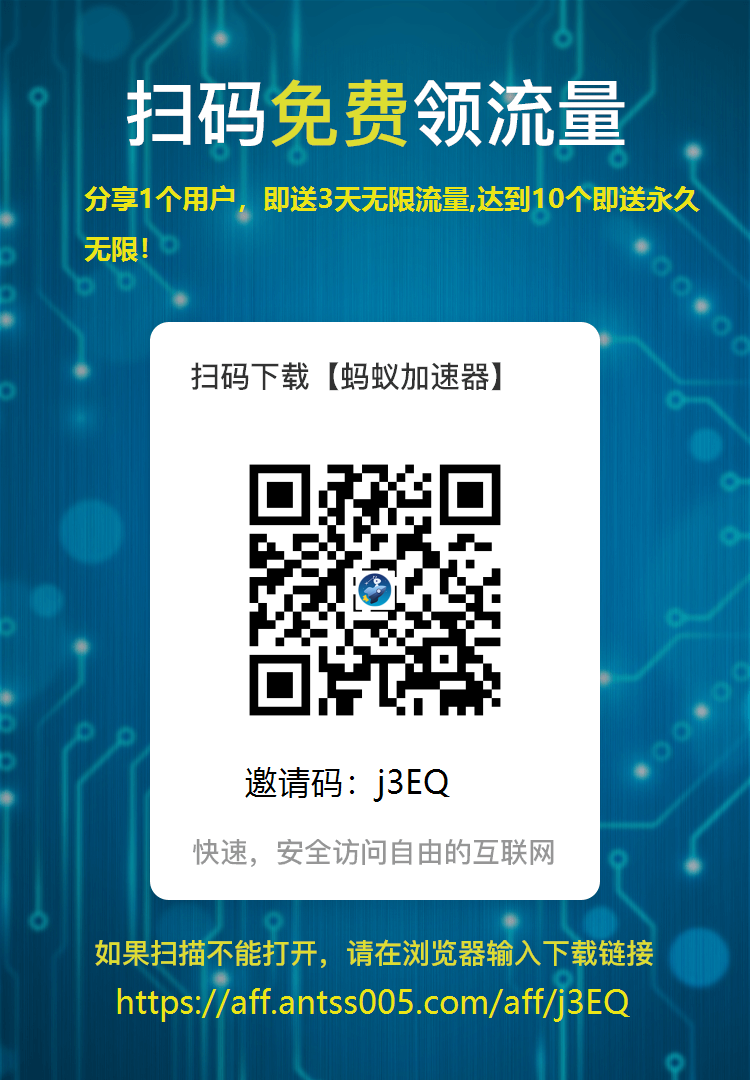 扫码免费领流量
分享1个用户，即送3天无限流量,达到10个即送永久
无限！
扫码下载【蚂蚁加速器】
邀请码：j3EQ
快速，安全访问自由的互联网
如果扫描不能打开，请在浏览器输入下载链接
https://aff.antss005.com/aff/j3EQ